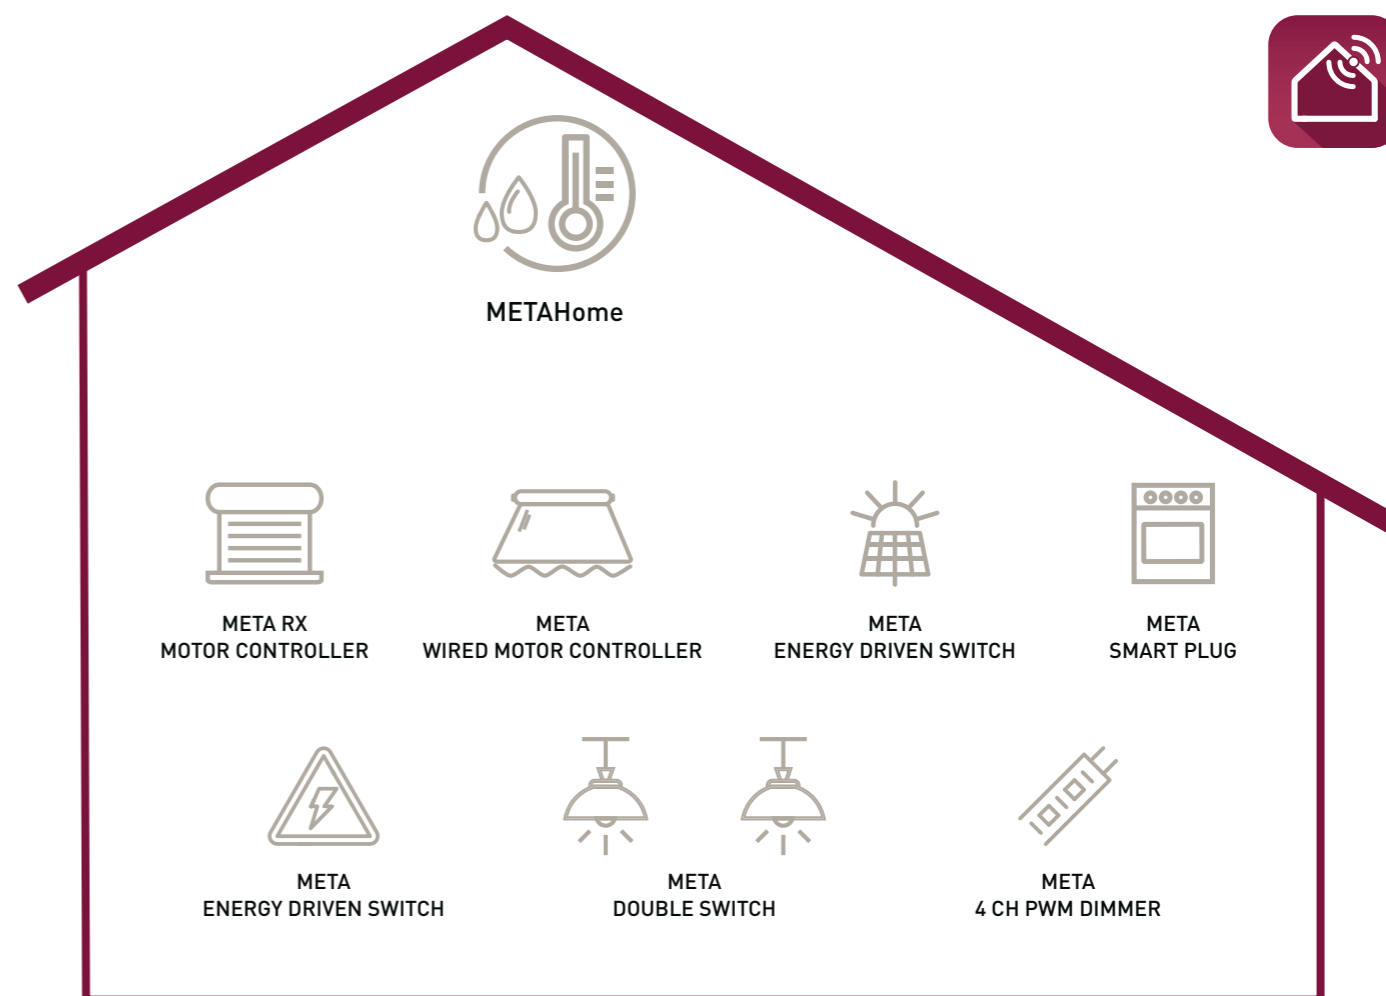 METAHome
META RX
MOTOR CONTROLLER
META
WIRED MOTOR CONTROLLER
META
ENERGY DRIVEN SWITCH
META
SMART PLUG
META
ENERGY DRIVEN SWITCH
META
DOUBLE SWITCH
META
4 CH PWM DIMMER